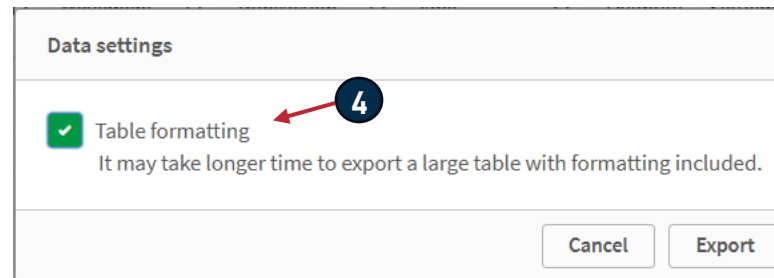 Data settings
4
Table formatting
It may take longer time to export a large table with formatting included.
Cancel
Export